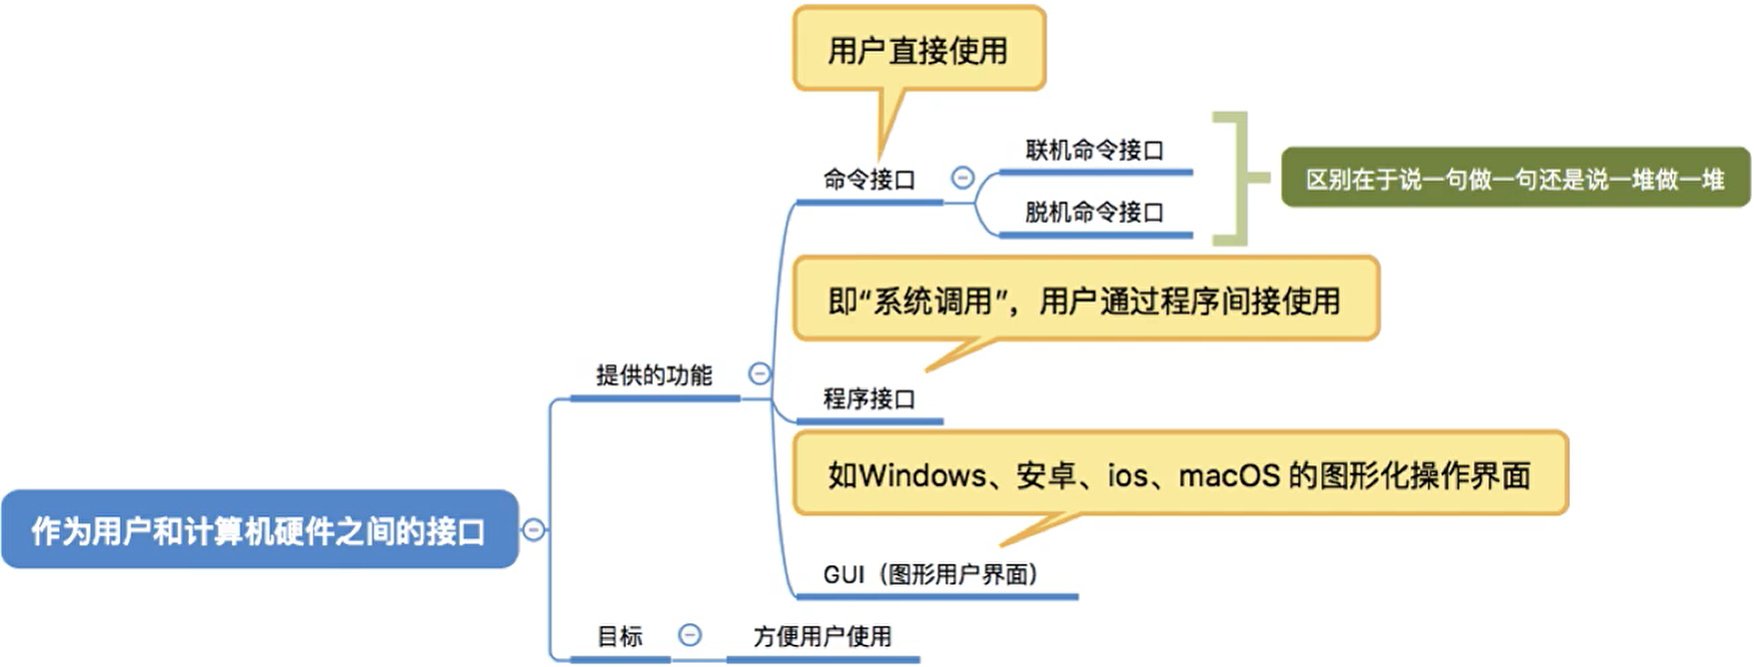 用户直接使用
联机命令接口
命令接口
区别在于说一句做一句还是说一堆做一堆
脱机命令接口
即“系统调用”，用户通过程序间接使用
提供的功能
程序接口
如Windows、安卓、ios、macOS 的图形化操作界面
作为用户和计算机硬件之间的接口
GUI（图形用户界面）
目标
方便用户使用